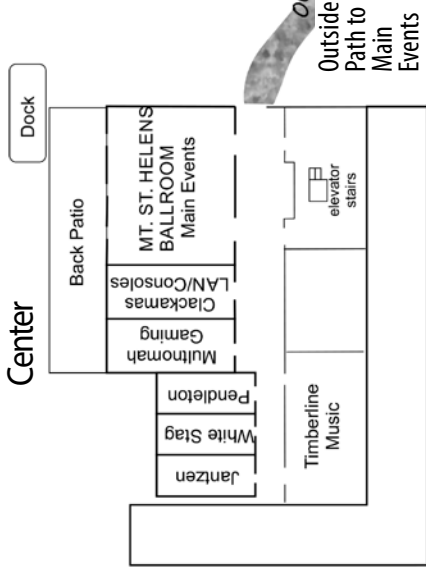 Center
Dock
Back Patio
MT. ST. HELENS
BALLROOM
Main Events
Clackamas
LAN/Consoles
Multnomah
Gaming
Pendleton
White Stag
Jantzen
Timberline
Music
elevator
stairs
Outside
Path to
Main
Events